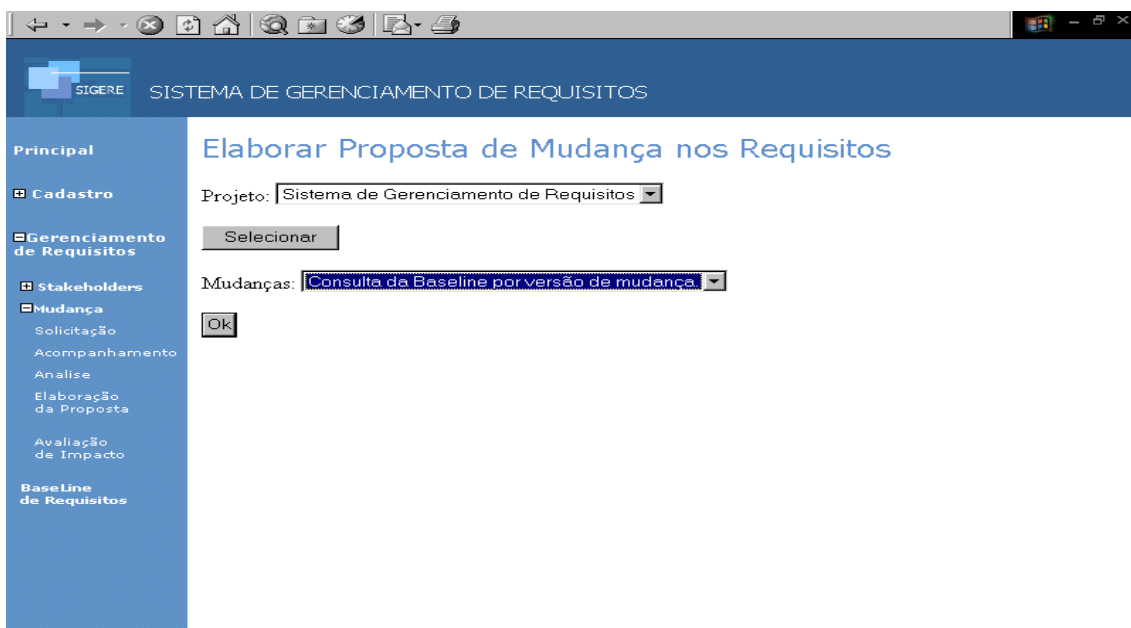 SIGERE
SISTEMA DE GERENCIAMENTO DE REQUISITOS
Principal
Cadastro
Gerenciamento
de Requisitos
Stakeholders
Mudança
Solicitação
Acompanhamento
Analise
Elaboração
da Proposta
Avaliação
de Impacto
BaseLine
de Requisitos
Elaborar Proposta de Mudança nos Requisitos
Projeto: Sistema de Gerenciamento de Requisitos
Selecionar
Mudanças: Consulta da Baseline por versão de mudança.
Ok